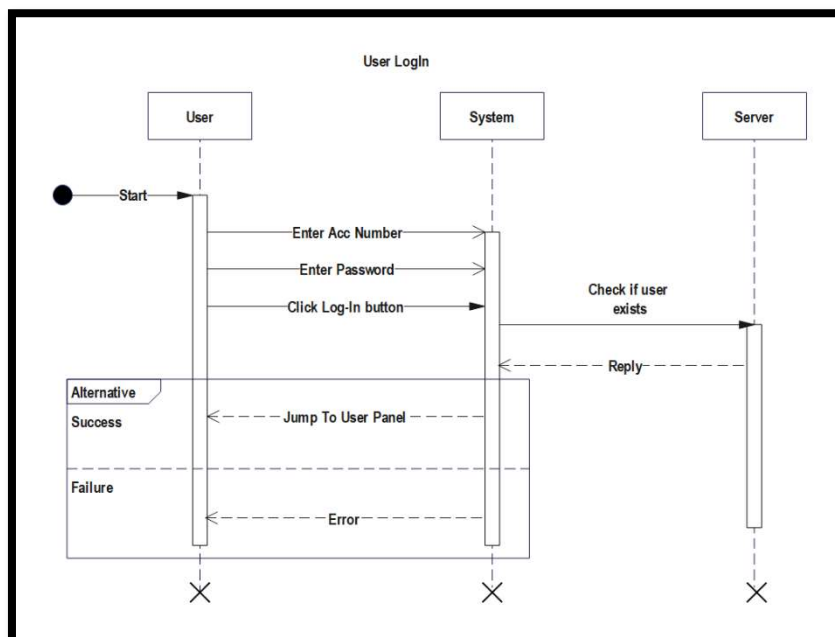 User LogIn
User
System
Server
Start
Enter Acc Number
Enter Password
Click Log-In button
Check if user
exists
Reply
Alternative
Success
Jump To User Panel
Failure
Error